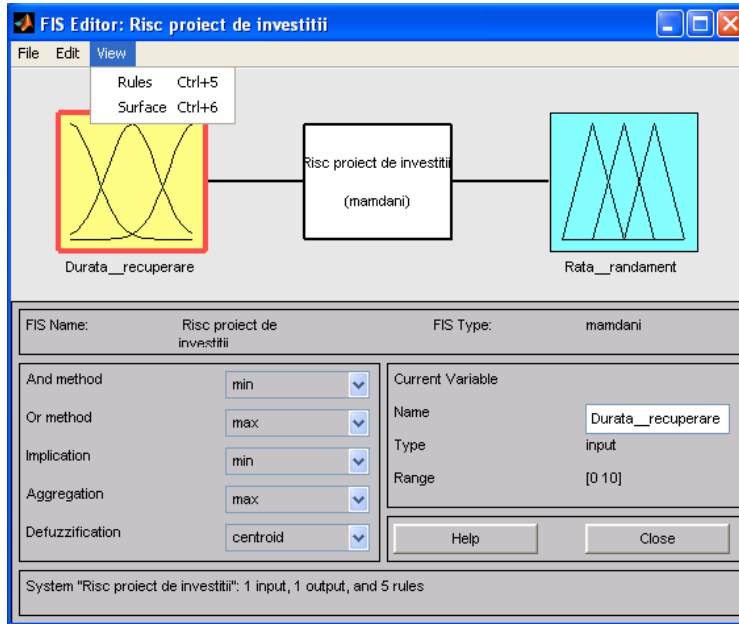 FIS Editor: Risc proiect de investitii
File Edit View
Rules Ctrl+5
Surface Ctrl+6
Risc proiect de investitii
(mamdani)
Durata__recuperare
Rata__randament
FIS Name: Risc proiect de investitii FIS Type: mamdani
And method min
Or method max
Implication min
Aggregation max
Defuzzification centroid
Current Variable
Name Durata__recuperare
Type input
Range [0 10]
Help Close
System "Risc proiect de investitii": 1 input, 1 output, and 5 rules